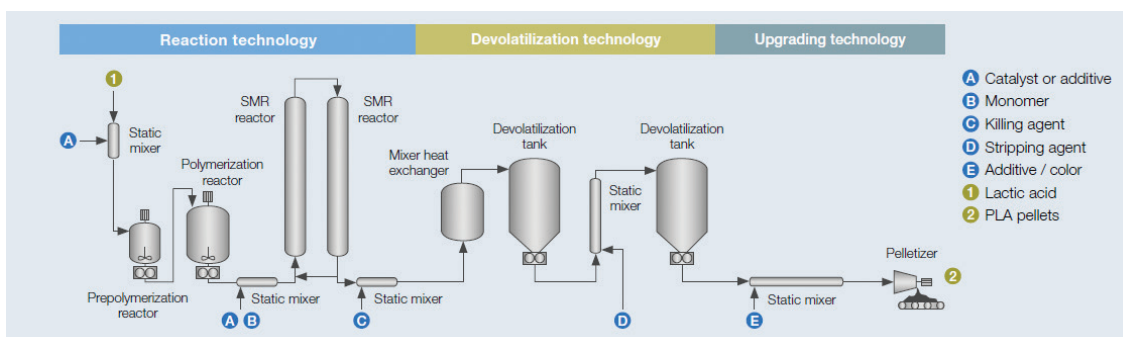 Reaction technology
Devolatilization technology
Upgrading technology
1
A
Static
mixer
Polymerization
reactor
Prepolymerization
reactor
SMR
reactor
SMR
reactor
Static mixer
A B
Static mixer
C
Mixer heat
exchanger
Devolatilization
tank
Static
mixer
D
Devolatilization
tank
Static mixer
E
Pelletizer
2
A Catalyst or additive
B Monomer
C Killing agent
D Stripping agent
E Additive / color
1 Lactic acid
2 PLA pellets